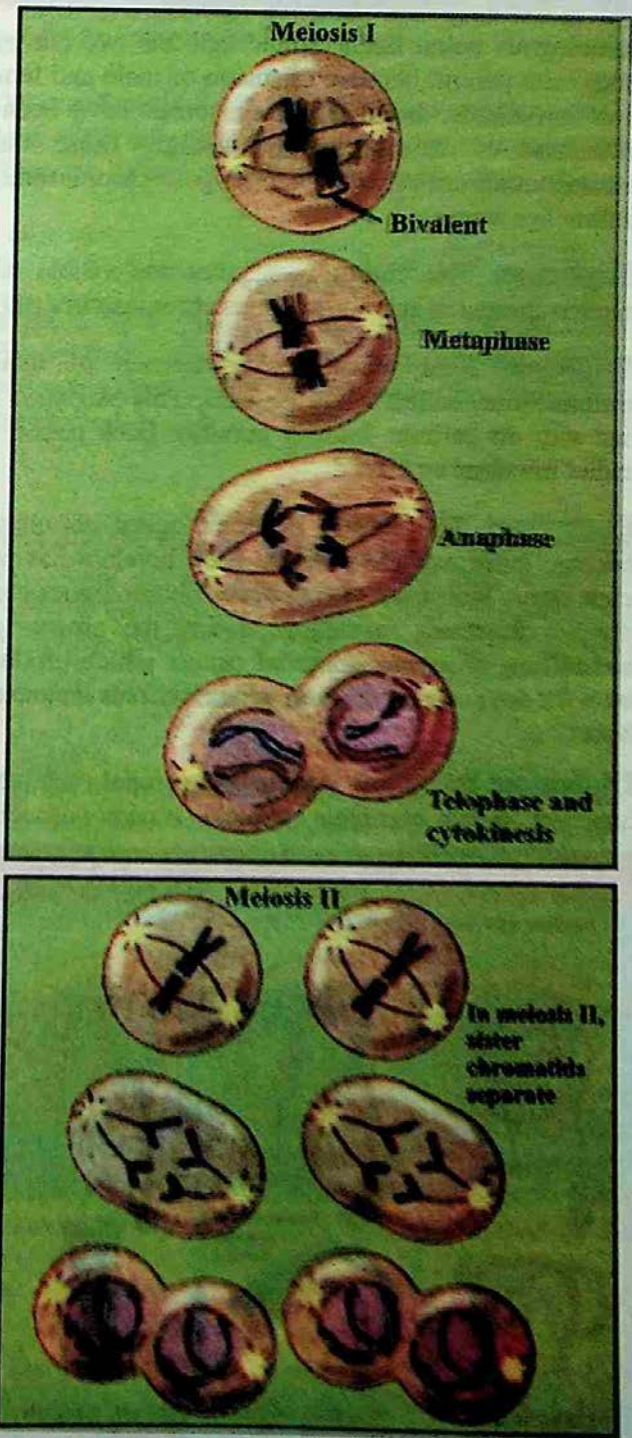 Meiosis I
Bivalent
Metaphase
Anaphase
Telophase and
cytokinesis
Meiosis II
In meiosis II,
sister
chromatids
separate